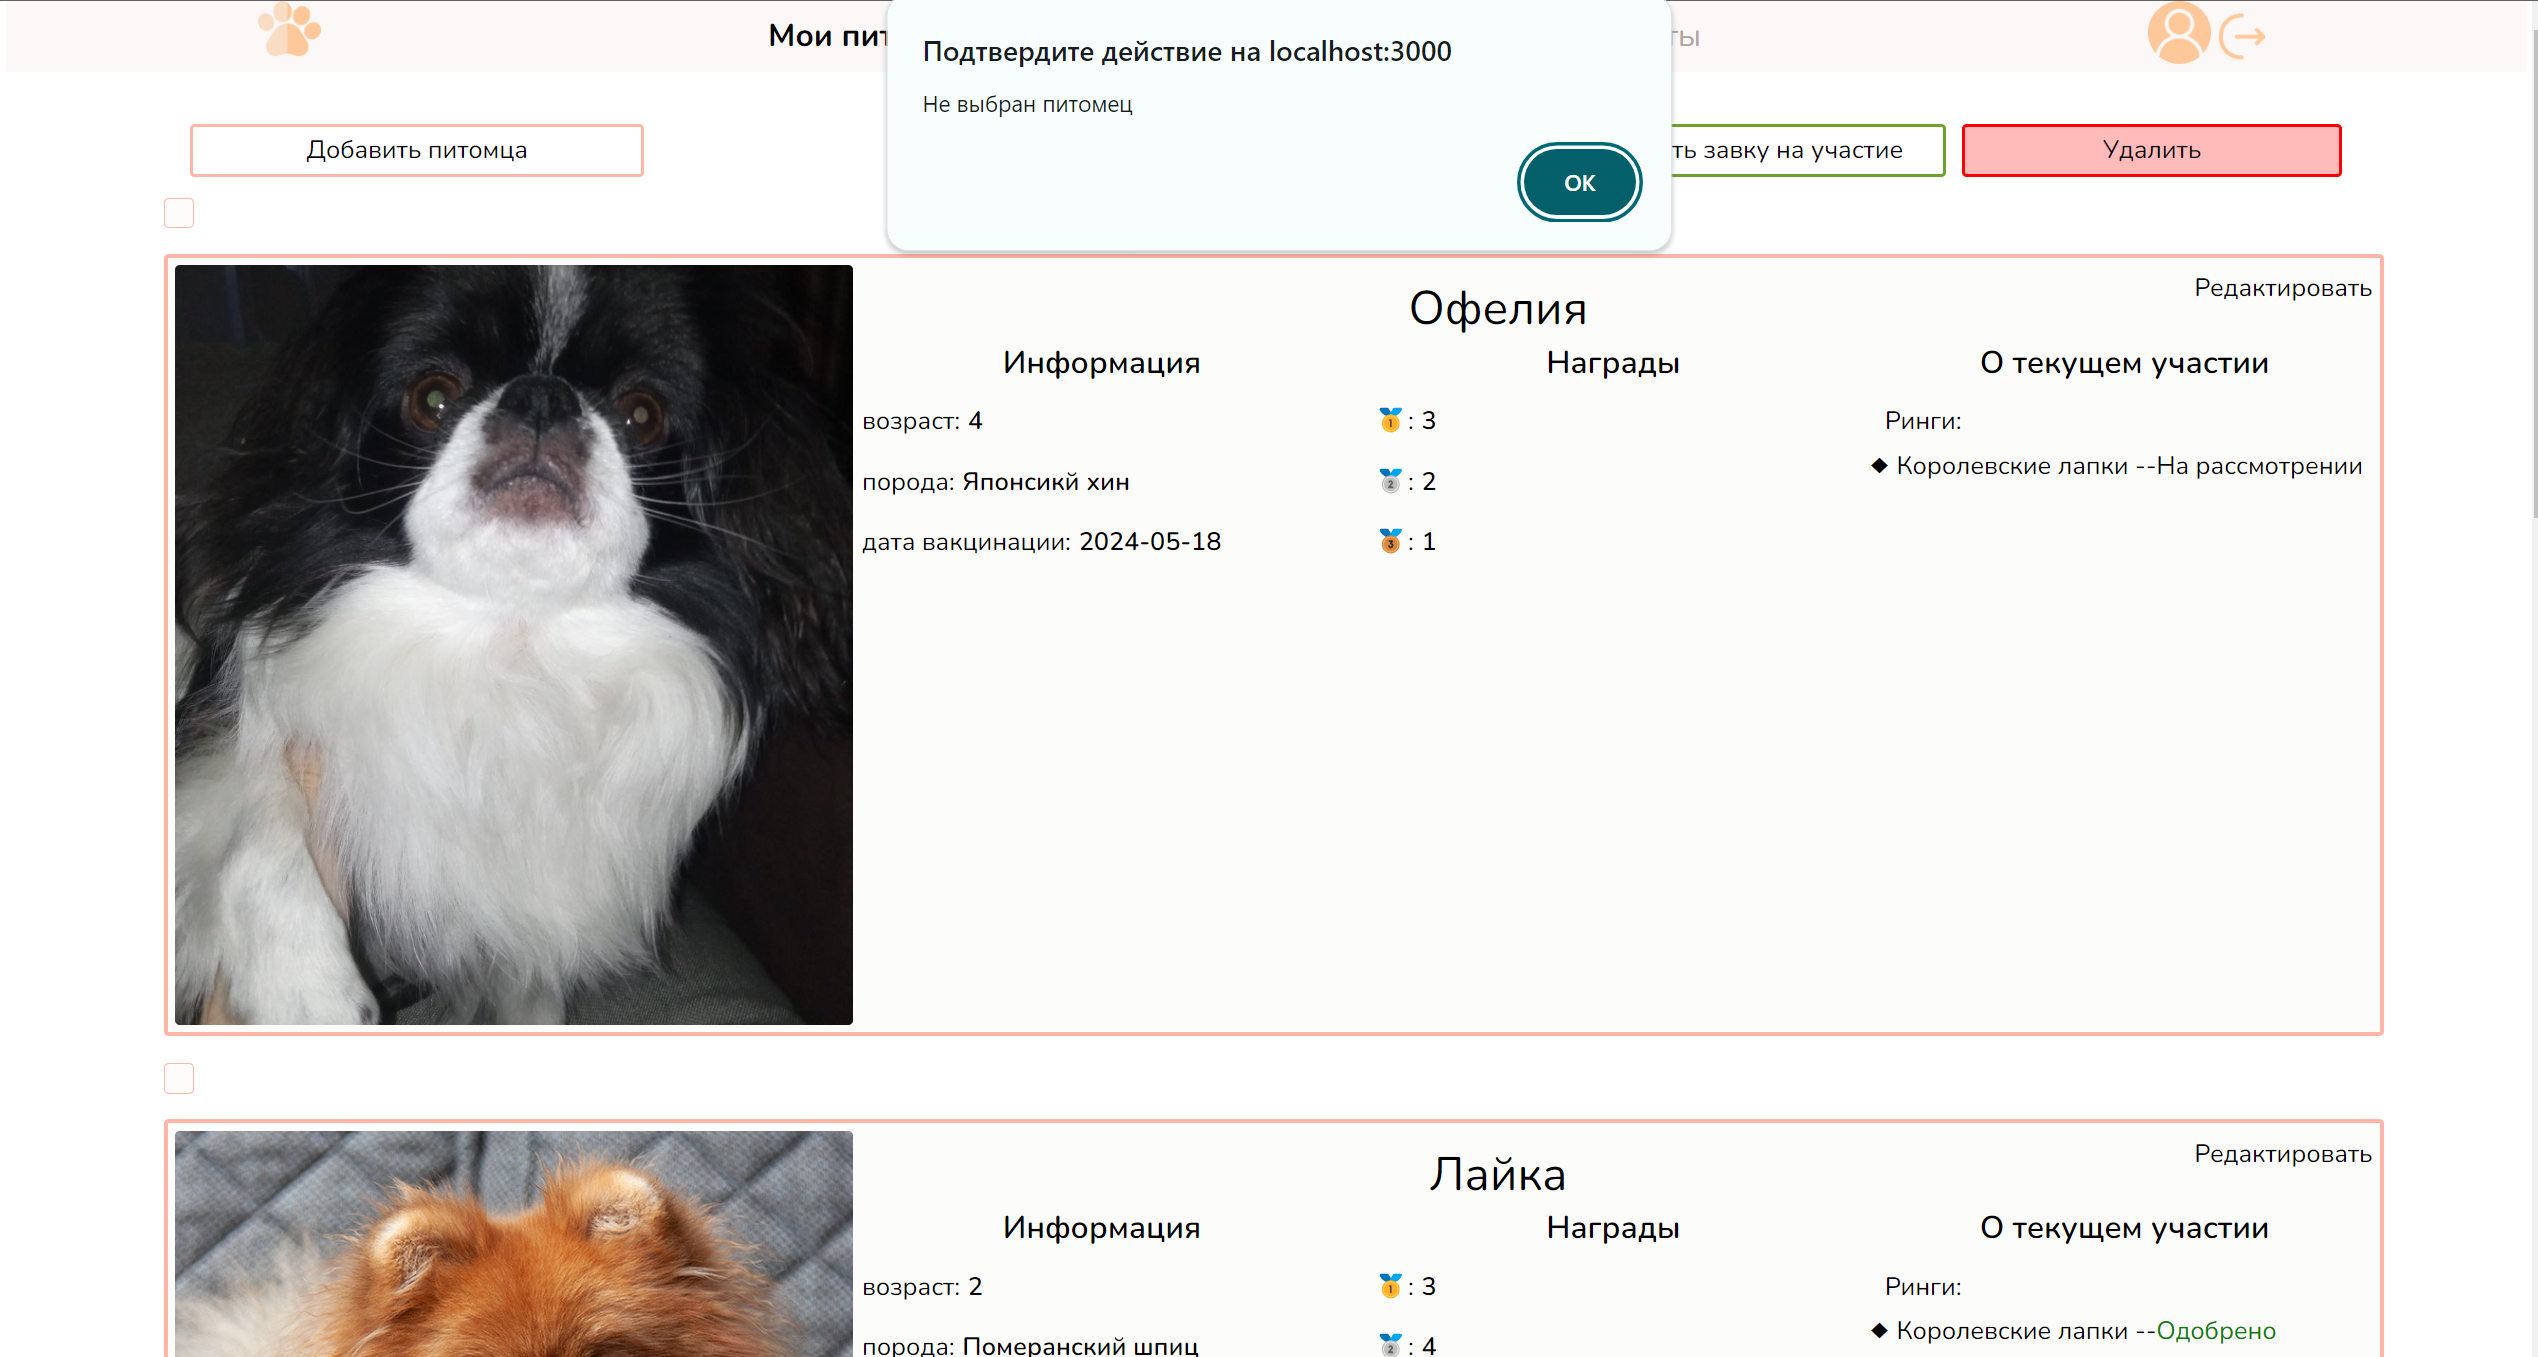 Мои пит
ты
Подтвердите действие на localhost:3000
Не выбран питомец
OK
Добавить питомца
ть завку на участие
Удалить
Редактировать
Офелия
Информация
Награды
О текущем участии
возраст: 4
🥇: 3
Ринги:
◆ Королевские лапки --На рассмотрении
порода: Японсикй хин
🥈: 2
дата вакцинации: 2024-05-18
🥉: 1
Редактировать
Лайка
Информация
Награды
О текущем участии
возраст: 2
🥇: 3
Ринги:
◆ Королевские лапки --Одобрено
порода: Померанский шпиц
🥈: 4